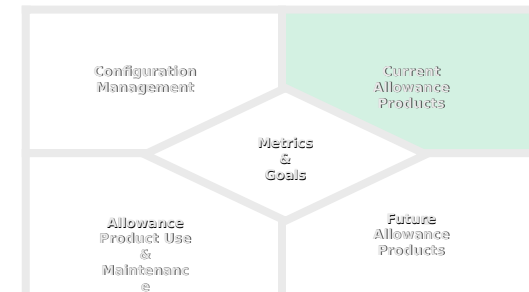 Configuration
Management
Current
Allowance
Products
Metrics
&
Goals
Allowance
Product Use
&
Maintenanc
e
Future
Allowance
Products